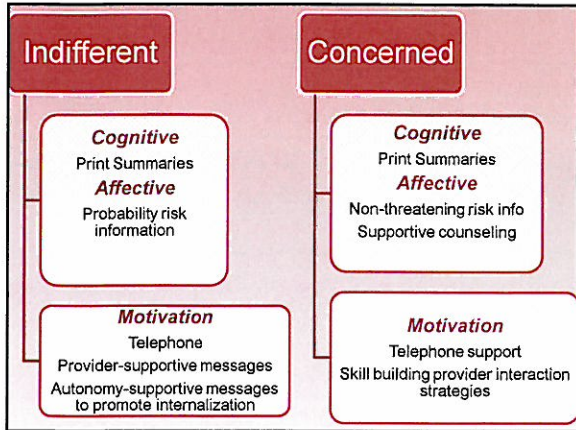 Indifferent
Cognitive
Print Summaries
Affective
Probability risk
information
Motivation
Telephone
Provider-supportive messages
Autonomy-supportive messages
to promote internalization
Concerned
Cognitive
Print Summaries
Affective
Non-threatening risk info
Supportive counseling
Motivation
Telephone support
Skill building provider interaction
strategies